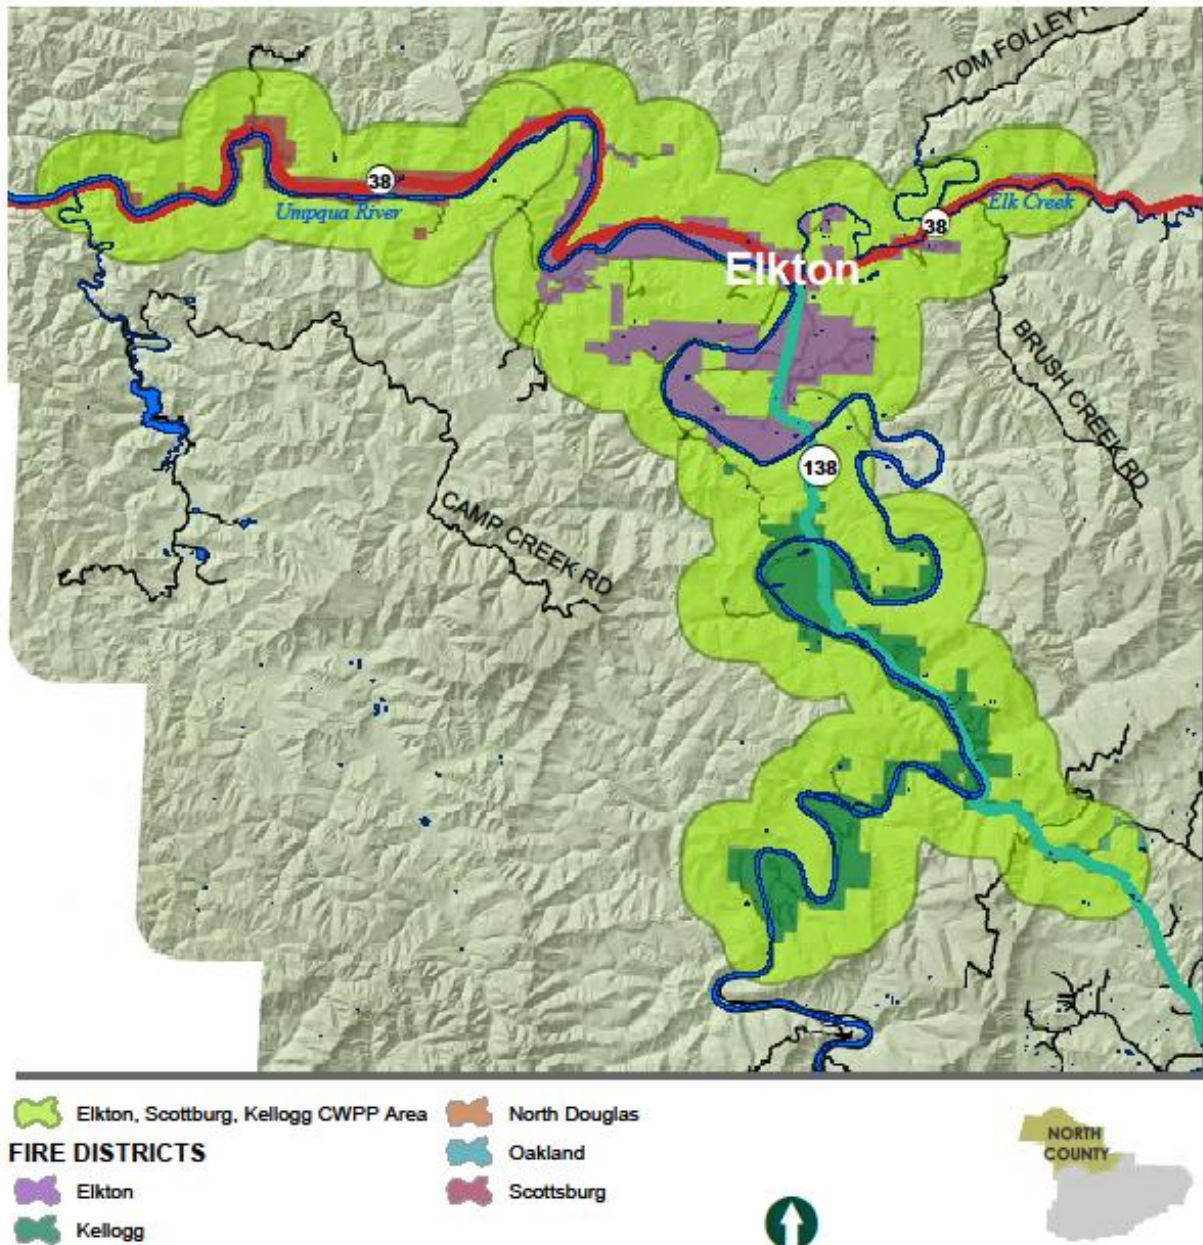 TOM FOLLEY R
38
Umpqua River
Elk Creek
38
Elkton
BRUSH CREEK RD
138
CAMP CREEK RD
Elkton, Scottburg, Kellogg CWPP Area
FIRE DISTRICTS
Elkton
Kellogg
North Douglas
Oakland
Scottsburg
NORTH
COUNTY